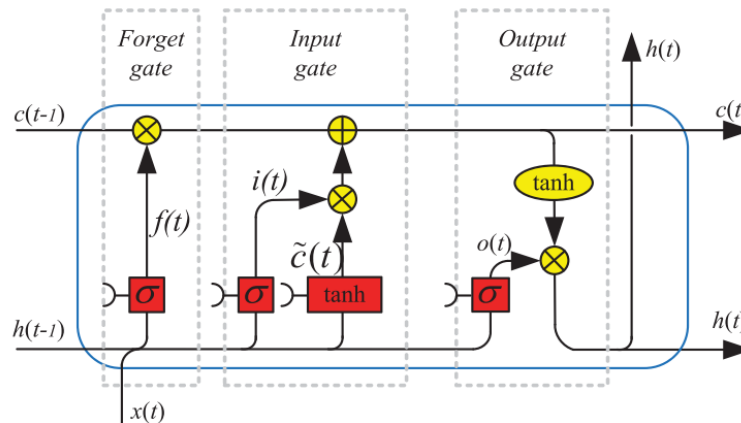 Forget
gate
Input
gate
Output
gate
h(t)
c(t-1)
c(t
i(t)
tanh
f(t)
c̃(t)
o(t)
σ
σ
tanh
σ
h(t-1)
h(t)
x(t)